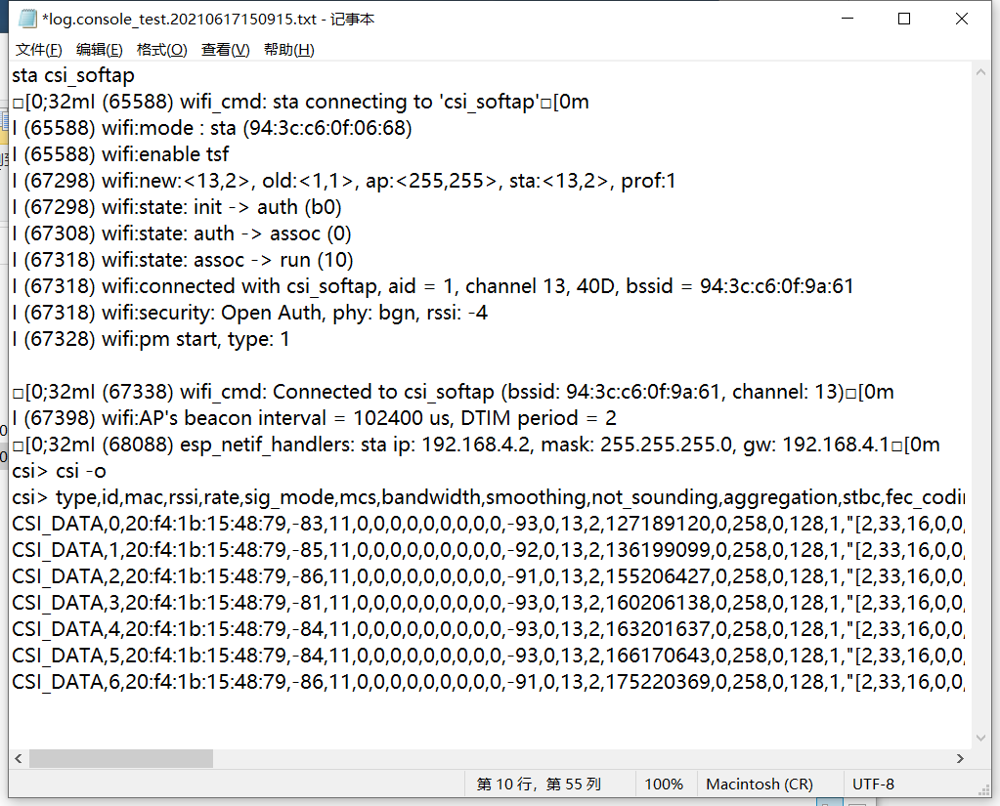 *log.console_test.20210617150915.txt - 记事本
文件(F) 编辑(E) 格式(O) 查看(V) 帮助(H)
sta csi_softap
□[0;32mI (65588) wifi_cmd: sta connecting to 'csi_softap'□[0m
I (65588) wifi:mode : sta (94:3c:c6:0f:06:68)
I (65588) wifi:enable tsf
I (67298) wifi:new:<13,2>, old:<1,1>, ap:<255,255>, sta:<13,2>, prof:1
I (67298) wifi:state: init -> auth (b0)
I (67308) wifi:state: auth -> assoc (0)
I (67318) wifi:state: assoc -> run (10)
I (67318) wifi:connected with csi_softap, aid = 1, channel 13, 40D, bssid = 94:3c:c6:0f:9a:61
I (67318) wifi:security: Open Auth, phy: bgn, rssi: -4
I (67328) wifi:pm start, type: 1
□[0;32mI (67338) wifi_cmd: Connected to csi_softap (bssid: 94:3c:c6:0f:9a:61, channel: 13)□[0m
I (67398) wifi:AP's beacon interval = 102400 us, DTIM period = 2
□[0;32mI (68088) esp_netif_handlers: sta ip: 192.168.4.2, mask: 255.255.255.0, gw: 192.168.4.1□[0m
csi> csi -o
csi> type,id,mac,rssi,rate,sig_mode,mcs,bandwidth,smoothing,not_sounding,aggregation,stbc,fec_codi
CSI_DATA,0,20:f4:1b:15:48:79,-83,11,0,0,0,0,0,0,0,0,0,-93,0,13,2,127189120,0,258,0,128,1,"[2,33,16,0,0,
CSI_DATA,1,20:f4:1b:15:48:79,-85,11,0,0,0,0,0,0,0,0,0,-92,0,13,2,136199099,0,258,0,128,1,"[2,33,16,0,0,
CSI_DATA,2,20:f4:1b:15:48:79,-86,11,0,0,0,0,0,0,0,0,0,-91,0,13,2,155206427,0,258,0,128,1,"[2,33,16,0,0,
CSI_DATA,3,20:f4:1b:15:48:79,-81,11,0,0,0,0,0,0,0,0,0,-93,0,13,2,160206138,0,258,0,128,1,"[2,33,16,0,0,
CSI_DATA,4,20:f4:1b:15:48:79,-84,11,0,0,0,0,0,0,0,0,0,-93,0,13,2,163201637,0,258,0,128,1,"[2,33,16,0,0,
CSI_DATA,5,20:f4:1b:15:48:79,-84,11,0,0,0,0,0,0,0,0,0,-93,0,13,2,166170643,0,258,0,128,1,"[2,33,16,0,0,
CSI_DATA,6,20:f4:1b:15:48:79,-86,11,0,0,0,0,0,0,0,0,0,-91,0,13,2,175220369,0,258,0,128,1,"[2,33,16,0,0,
第 10 行，第 55 列 100% Macintosh (CR) UTF-8